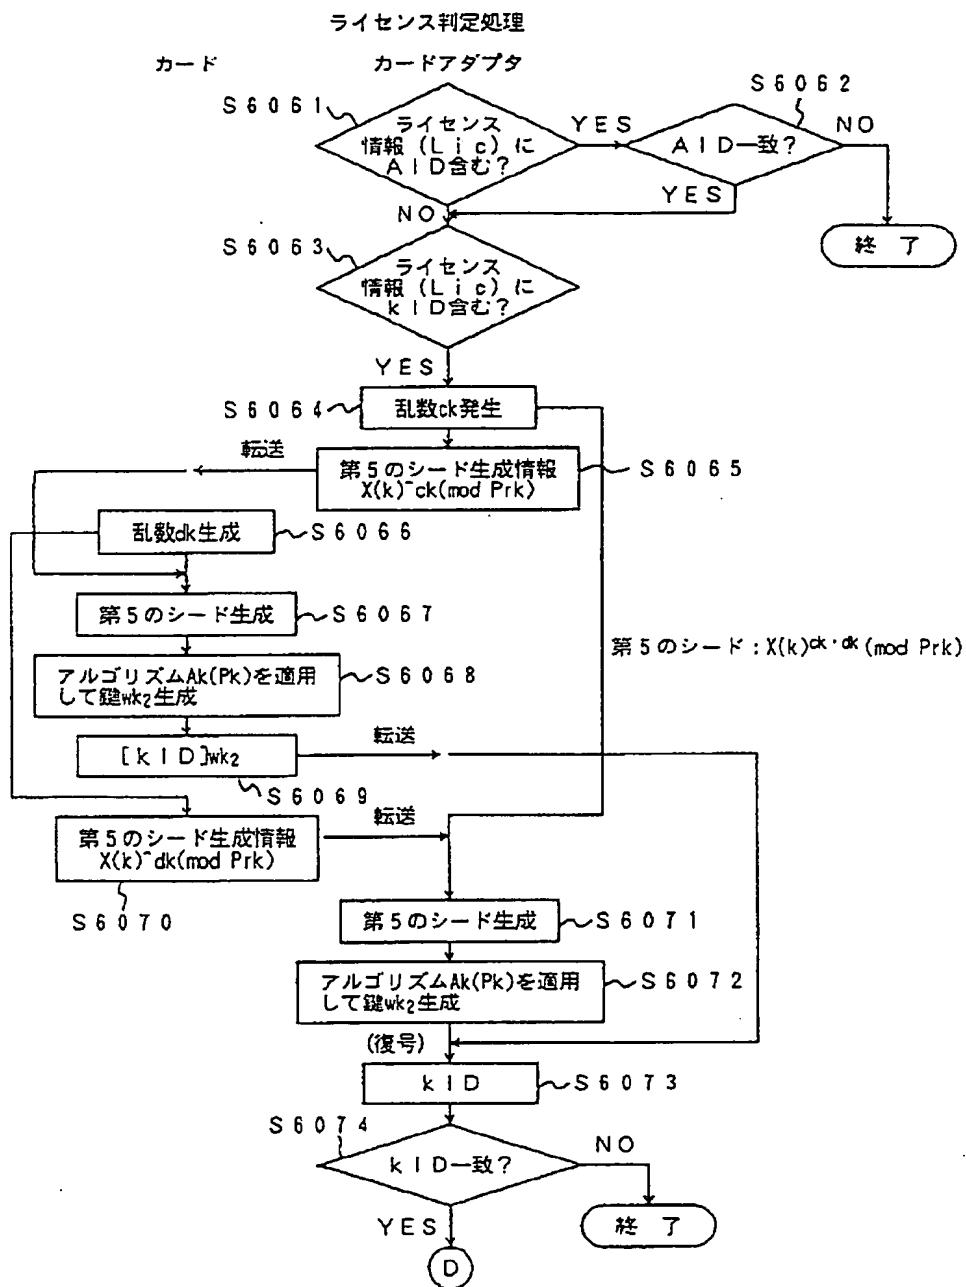 ライセンス判定処理
カード
カードアダプタ
S6061
ライセンス
情報(Lic)に
AID含む?
YES
S6062
AID一致?
NO
YES
終了
NO
S6063
ライセンス
情報(Lic)に
kID含む?
YES
S6064
乱数ck発生
転送
第5のシード生成情報
X(k)^ck(mod Prk)
S6065
乱数dk生成
S6066
第5のシード生成
S6067
第5のシード:X(k)ck・dk(mod Prk)
アルゴリズムAk(Pk)を適用
して鍵wk2生成
S6068
[kID]wk2
転送
S6069
転送
第5のシード生成情報
X(k)^dk(mod Prk)
S6070
第5のシード生成
S6071
アルゴリズムAk(Pk)を適用
して鍵wk2生成
S6072
(復号)
kID
S6073
S6074
kID一致?
NO
YES
終了
D